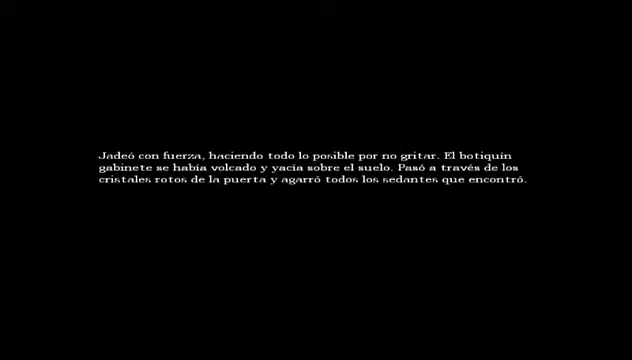 Jadeó con fuerza, haciendo todo lo posible por no gritar. El botiquín
gabinete se había volcado y yacía sobre el suelo. Pasó a través de los
cristales rotos de la puerta y agarró todos los sedantes que encontró.